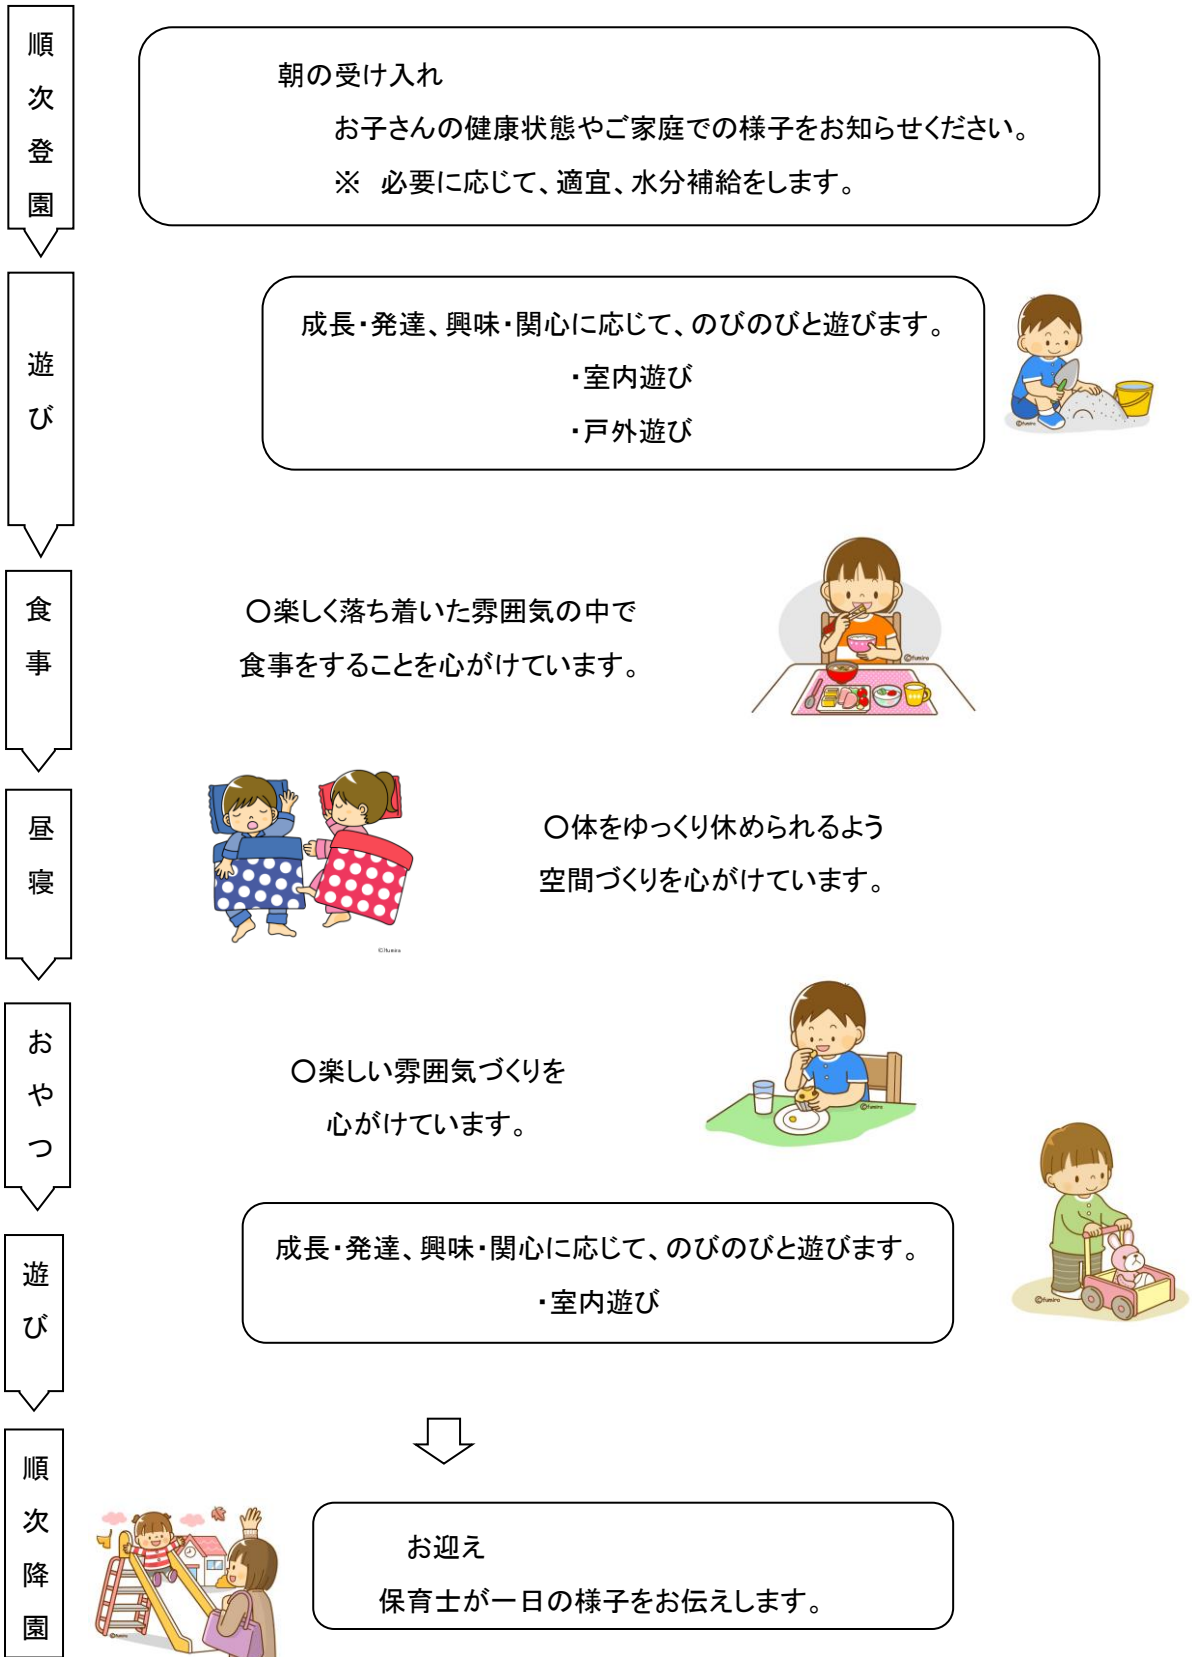 順次登園
朝の受け入れ
お子さんの健康状態やご家庭での様子をお知らせください。
※ 必要に応じて、適宜、水分補給をします。
遊び
成長・発達、興味・関心に応じて、のびのびと遊びます。
・室内遊び
・戸外遊び
©fumira
食事
〇楽しく落ち着いた雰囲気の中で
食事をすることを心がけています。
©fumira
昼寝
〇体をゆっくり休められるよう
空間づくりを心がけています。
おやつ
〇楽しい雰囲気づくりを
心がけています。
©fumira
遊び
成長・発達、興味・関心に応じて、のびのびと遊びます。
・室内遊び
©fumira
順次降園
お迎え
保育士が一日の様子をお伝えします。